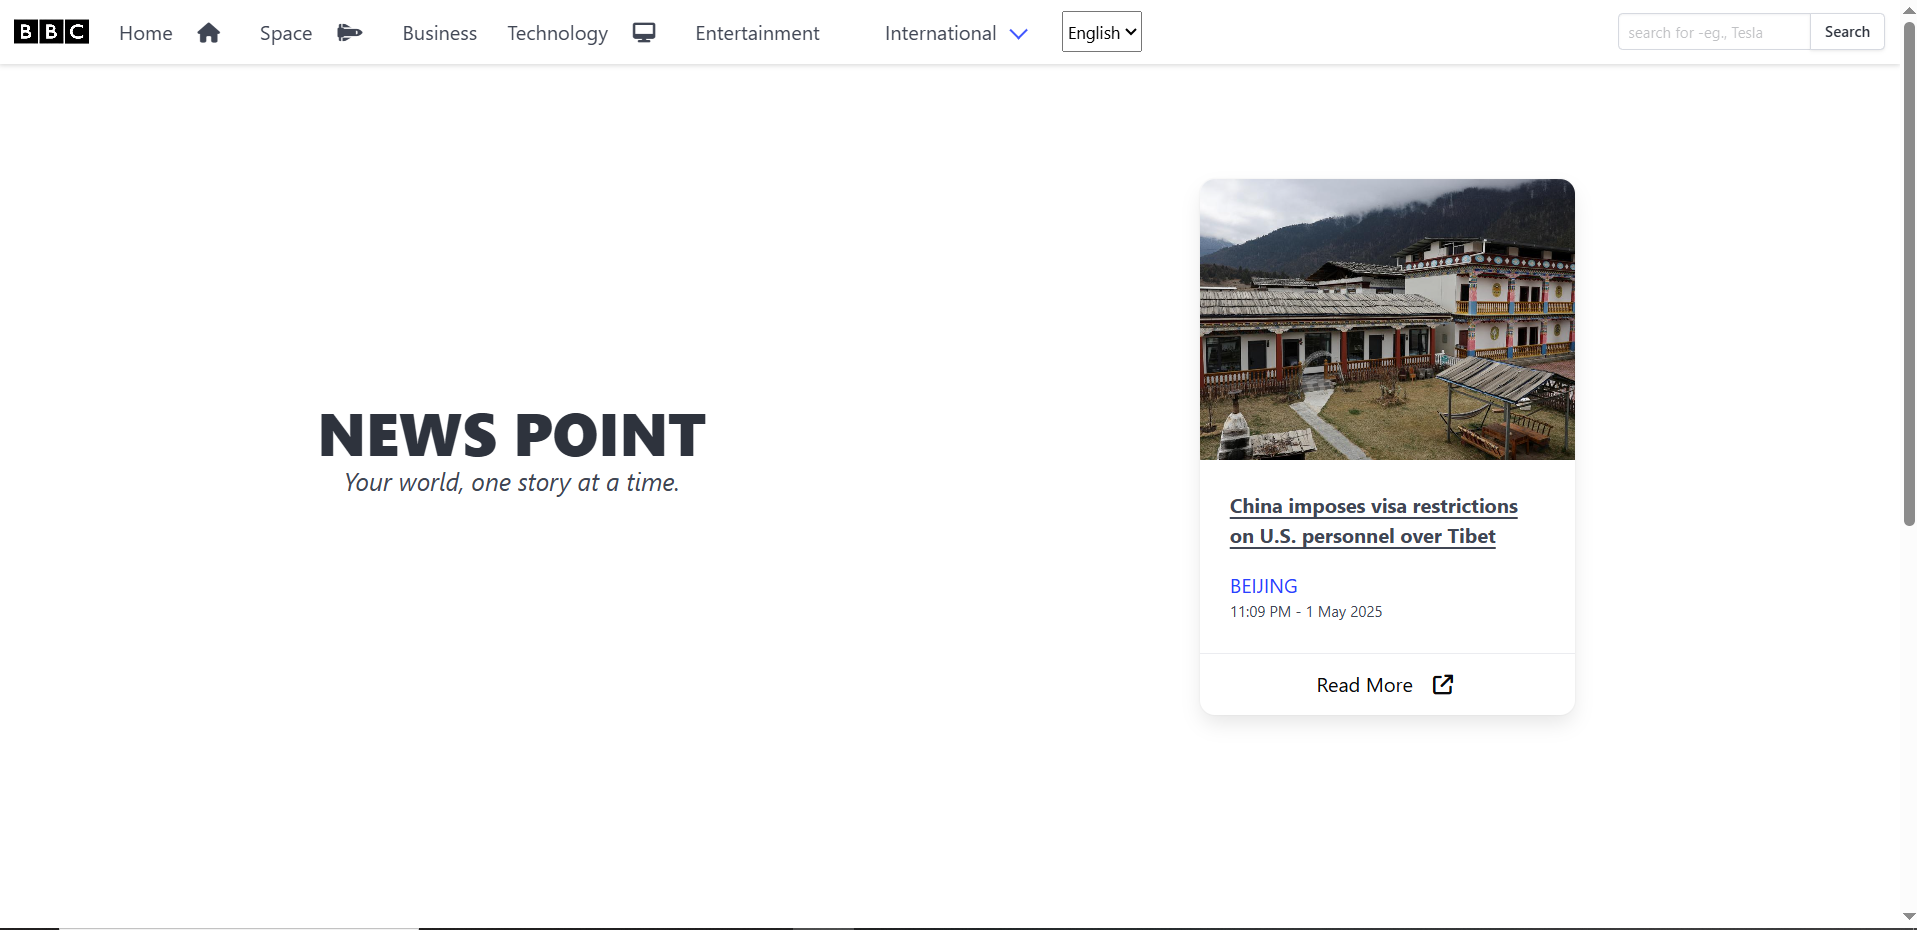 BBC
Home
Space
Business
Technology
Entertainment
International
English
search for -eg., Tesla
Search
NEWS POINT
Your world, one story at a time.
China imposes visa restrictions
on U.S. personnel over Tibet
BEIJING
11:09 PM - 1 May 2025
Read More